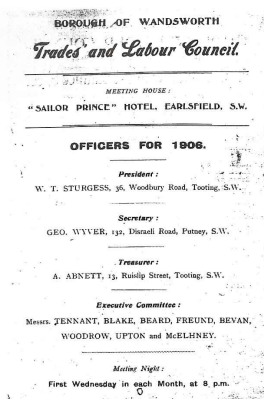 BOROUGH OF WANDSWORTH
Trades and Labour Council.
MEETING HOUSE:
"SAILOR PRINCE" HOTEL, EARLSFIELD, S.W.
OFFICERS FOR 1906.
President:
W. T. STURGESS, 36, Woodbury Road, Tooting, S.W.
Secretary:
GEO. WYVER, 132, Disraeli Road, Putney, S.W.
Treasurer:
A. ABNETT, 13, Ruislip Street, Tooting, S.W.
Executive Committee:
Messrs. TENNANT, BLAKE, BEARD, FREUND, BEVAN,
WOODROW, UPTON and McELHNEY.
Meeting Night:
First Wednesday in each Month, at 8 p.m.